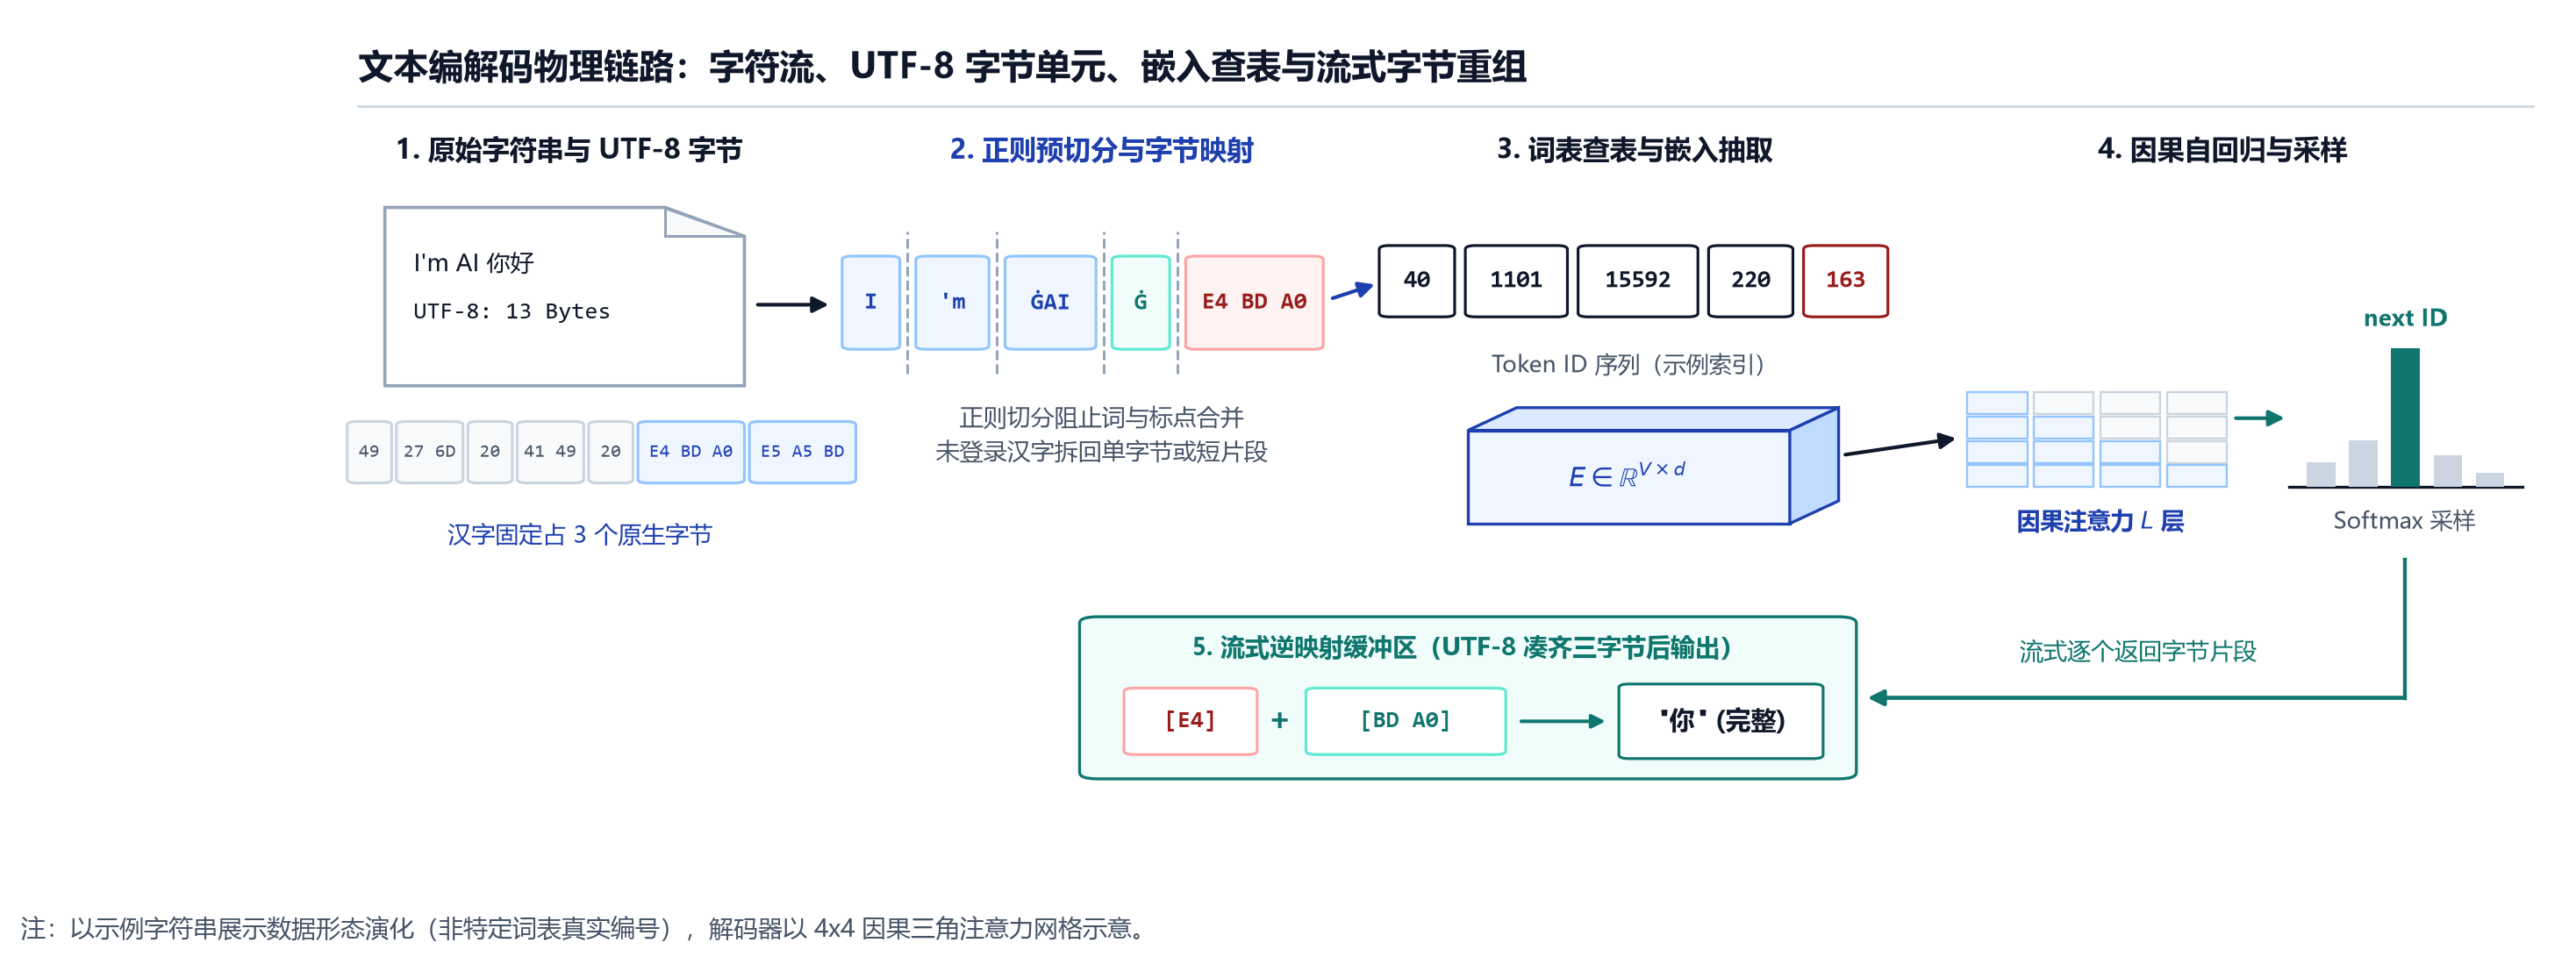 文本编解码物理链路：字符流、UTF-8 字节单元、嵌入查表与流式字节重组
1. 原始字符串与 UTF-8 字节
I'm AI 你好
UTF-8: 13 Bytes
49 27 6D 20 41 49 20 E4 BD A0 E5 A5 BD
汉字固定占 3 个原生字节
2. 正则预切分与字节映射
I 'm ĠAI Ġ E4 BD A0
正则切分阻止词与标点合并
未登录汉字拆回单字节或短片段
3. 词表查表与嵌入抽取
40 1101 15592 220 163
Token ID 序列（示例索引）
E ∈ ℝ^{V × d}
4. 因果自回归与采样
next ID
因果注意力 L 层
Softmax 采样
流式逐个返回字节片段
5. 流式逆映射缓冲区（UTF-8 凑齐三字节后输出）
[E4] + [BD A0] "你" (完整)
注：以示例字符串展示数据形态演化（非特定词表真实编号），解码器以 4x4 因果三角注意力网格示意。